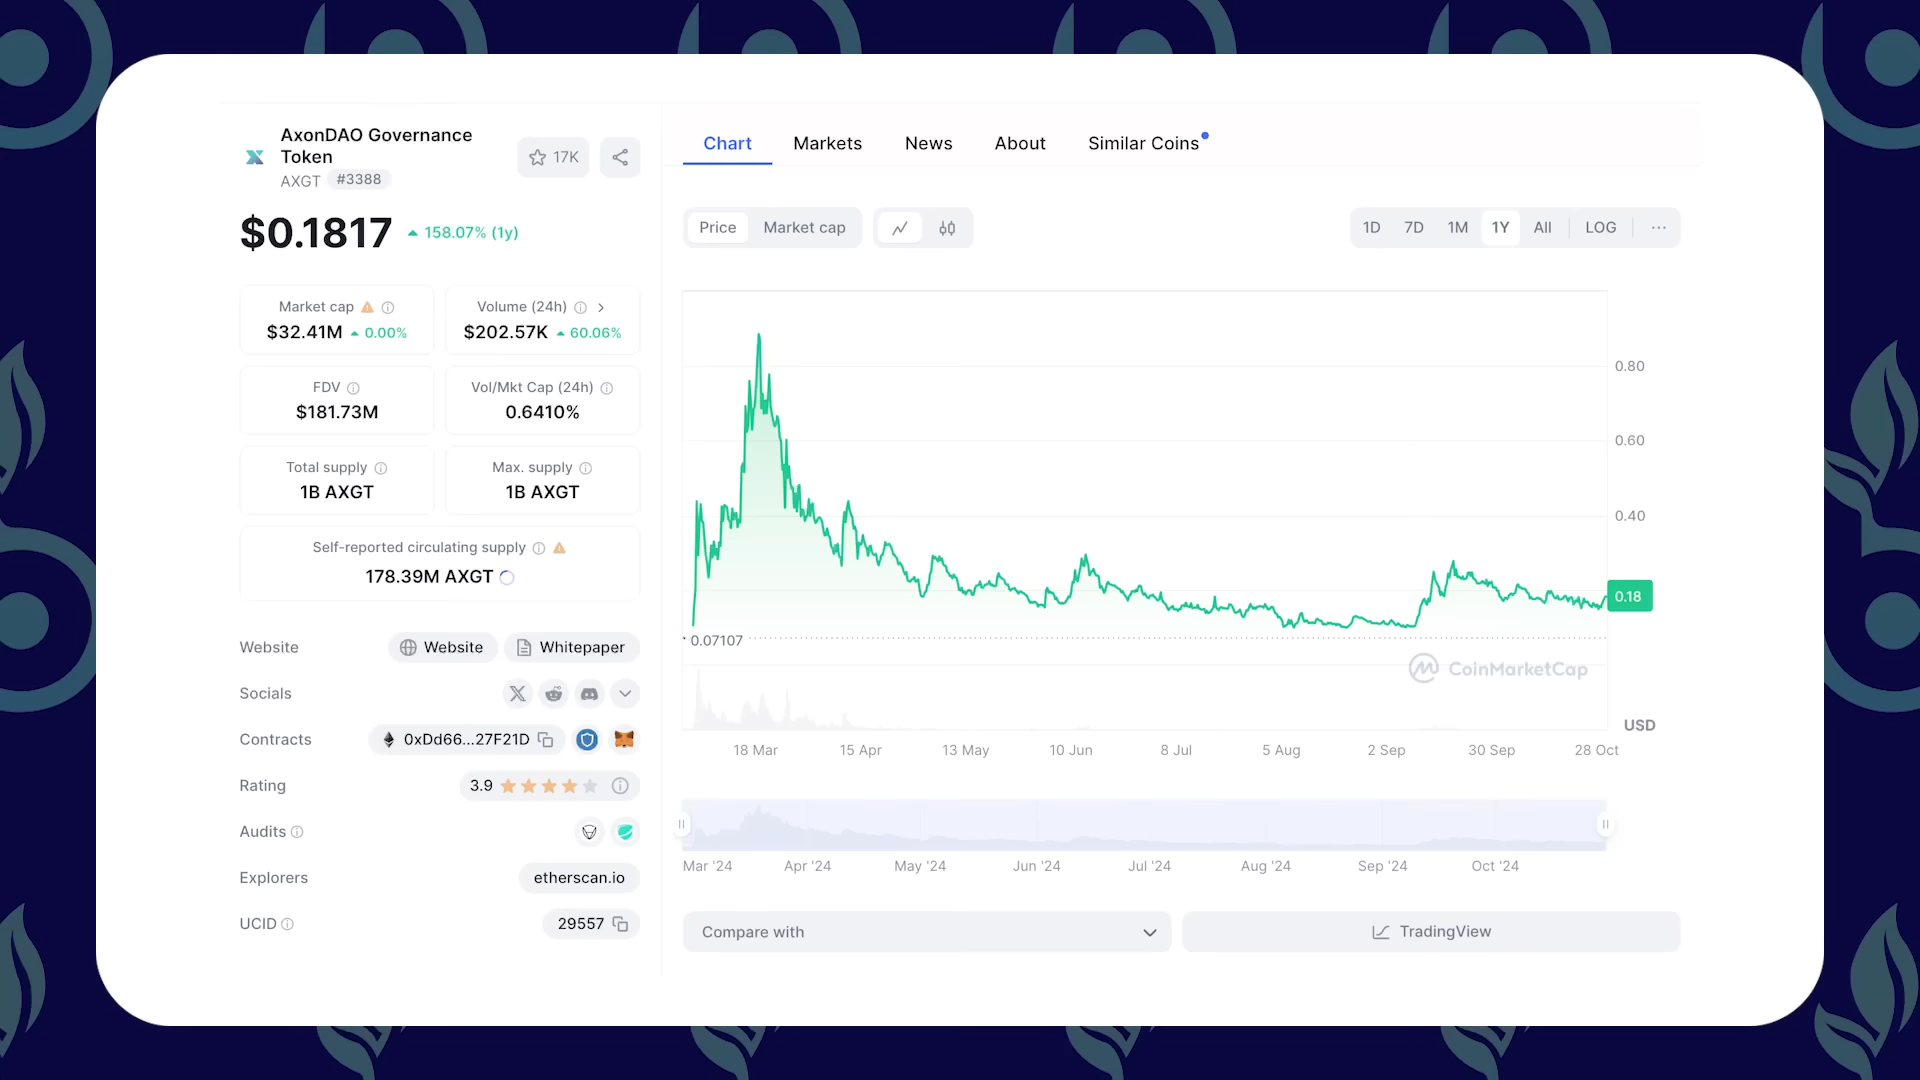 AxonDAO Governance
Token
AXGT #3388
17K
$0.1817 158.07% (1y)
Market cap
$32.41M 0.00%
Volume (24h)
$202.57K 60.06%
FDV
$181.73M
Vol/Mkt Cap (24h)
0.6410%
Total supply
1B AXGT
Max. supply
1B AXGT
Self-reported circulating supply
178.39M AXGT
Website Website Whitepaper
Socials
Contracts 0xDd66...27F21D
Rating 3.9
Audits
Explorers etherscan.io
UCID 29557
Chart Markets News About Similar Coins
Price Market cap
1D 7D 1M 1Y All LOG ...
0.80
0.60
0.40
0.18
0.07107
CoinMarketCap
USD
18 Mar 15 Apr 13 May 10 Jun 8 Jul 5 Aug 2 Sep 30 Sep 28 Oct
Mar '24 Apr '24 May '24 Jun '24 Jul '24 Aug '24 Sep '24 Oct '24
Compare with
TradingView